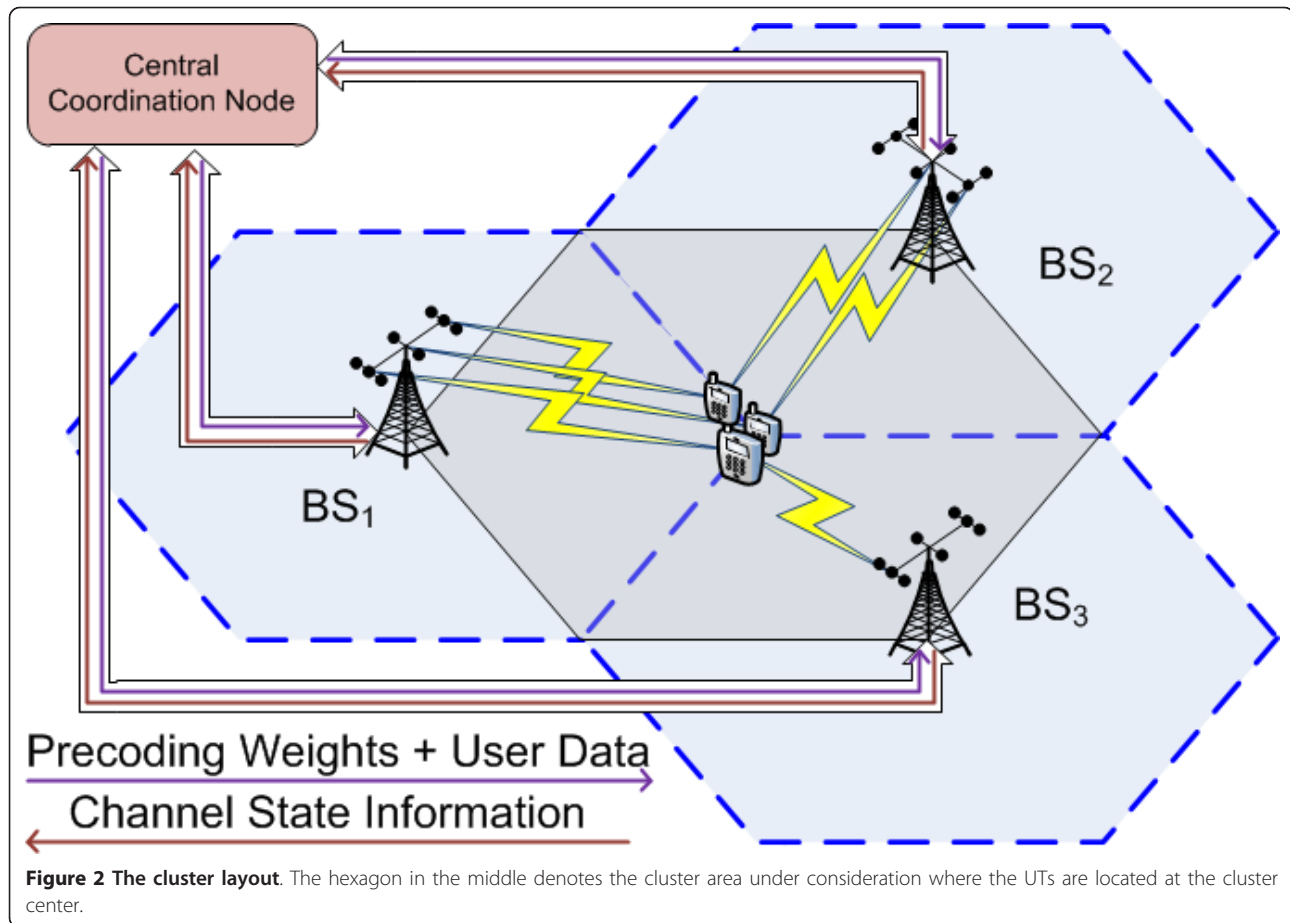 Central
Coordination Node
BS₂
BS₁
BS₃
Precoding Weights + User Data
Channel State Information
Figure 2 The cluster layout. The hexagon in the middle denotes the cluster area under consideration where the UTs are located at the cluster
center.